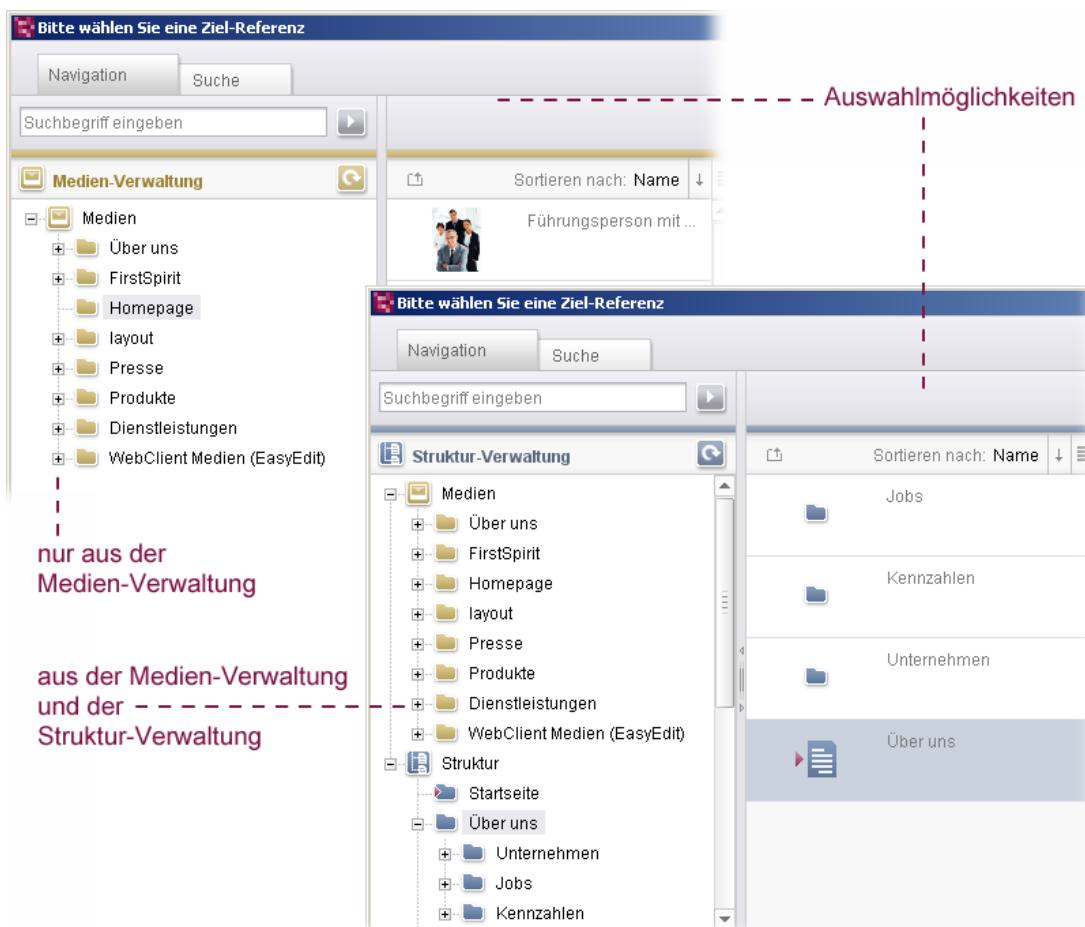 Bitte wählen Sie eine Ziel-Referenz
Navigation
Suche
Suchbegriff eingeben
Auswahlmöglichkeiten
Medien-Verwaltung
Sortieren nach: Name
Medien
Über uns
FirstSpirit
Homepage
layout
Presse
Produkte
Dienstleistungen
WebClient Medien (EasyEdit)
Führungsperson mit ...
nur aus der
Medien-Verwaltung
aus der Medien-Verwaltung
und der
Struktur-Verwaltung
Bitte wählen Sie eine Ziel-Referenz
Navigation
Suche
Suchbegriff eingeben
Struktur-Verwaltung
Sortieren nach: Name
Medien
Über uns
FirstSpirit
Homepage
layout
Presse
Produkte
Dienstleistungen
WebClient Medien (EasyEdit)
Struktur
Startseite
Über uns
Unternehmen
Jobs
Kennzahlen
Jobs
Kennzahlen
Unternehmen
Über uns